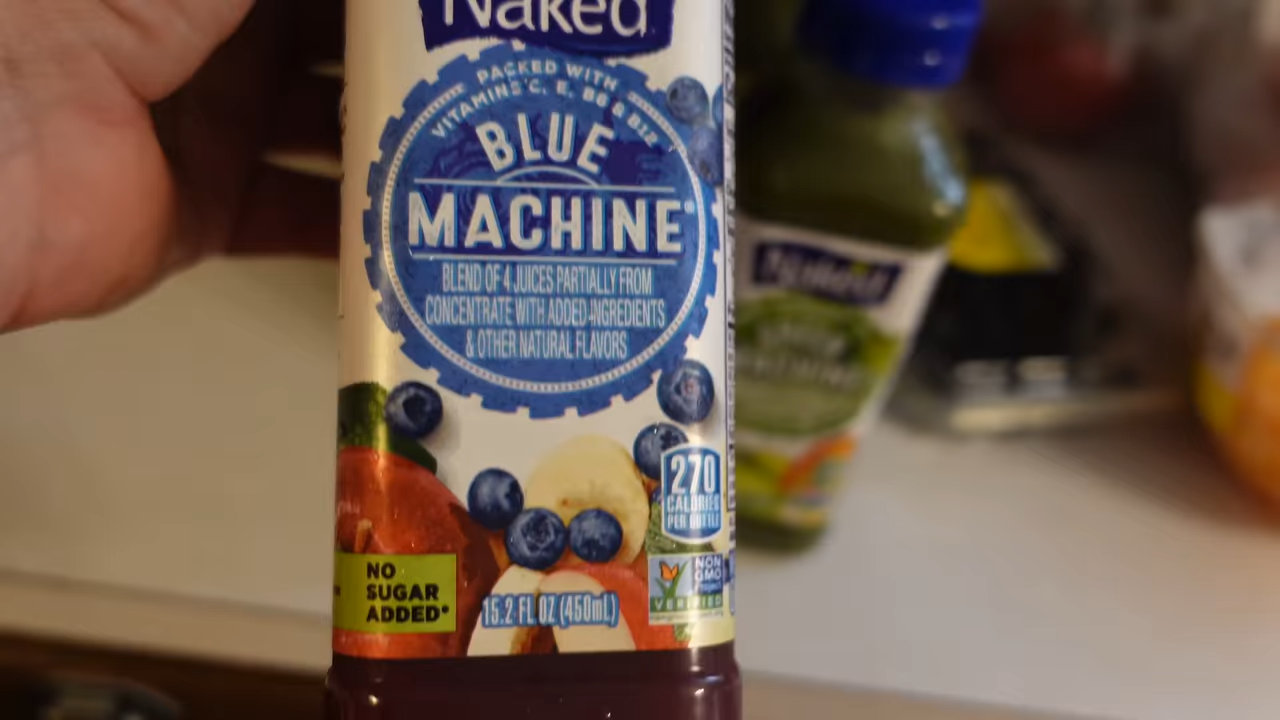 Naked
PACKED WITH
VITAMINS C, E, B6 & B12
BLUE
MACHINE®
BLEND OF 4 JUICES PARTIALLY FROM
CONCENTRATE WITH ADDED INGREDIENTS
& OTHER NATURAL FLAVORS
270
CALORIES
PER BOTTLE
NO
SUGAR
ADDED*
15.2 FL OZ (450mL)
NON
GMO
VERIFIED
Naked
MACHINE